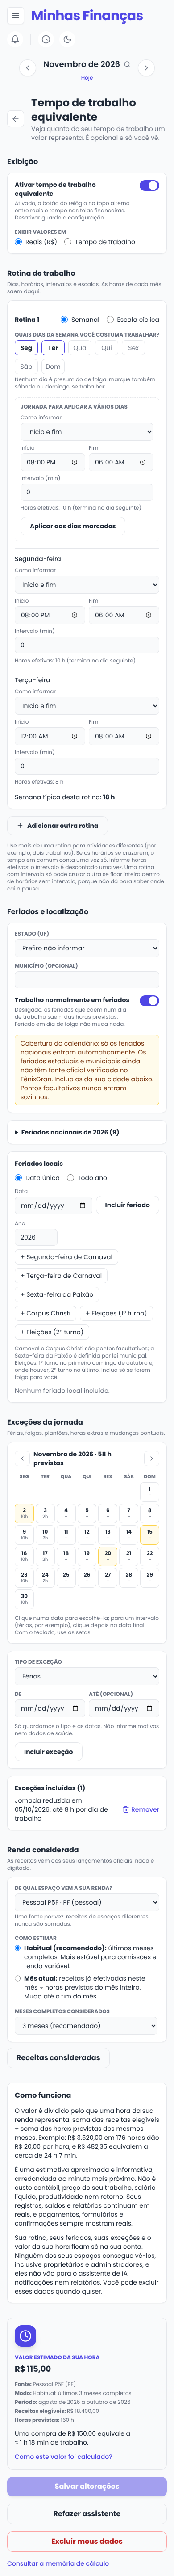 Minhas Finanças
Novembro de 2026
Hoje
Tempo de trabalho
equivalente
Veja quanto do seu tempo de trabalho um
valor representa. É opcional e só você vê.
Exibição
Ativar tempo de trabalho
equivalente
Ativado, o botão do relógio no topo alterna
entre reais e tempo nas telas financeiras.
Desativar guarda a configuração.
EXIBIR VALORES EM
Reais (R$)
Tempo de trabalho
Rotina de trabalho
Dias, horários, intervalos e escalas. As horas de cada mês
saem daqui.
Rotina 1
Semanal
Escala cíclica
QUAIS DIAS DA SEMANA VOCÊ COSTUMA TRABALHAR?
Seg
Ter
Qua
Qui
Sex
Sáb
Dom
Nenhum dia é presumido de folga: marque também
sábado ou domingo, se trabalhar.
JORNADA PARA APLICAR A VÁRIOS DIAS
Como informar
Início e fim
Início
Fim
08:00 PM
06:00 AM
Intervalo (min)
0
Horas efetivas: 10 h (termina no dia seguinte)
Aplicar aos dias marcados
Segunda-feira
Como informar
Início e fim
Início
Fim
08:00 PM
06:00 AM
Intervalo (min)
0
Horas efetivas: 10 h (termina no dia seguinte)
Terça-feira
Como informar
Início e fim
Início
Fim
12:00 AM
08:00 AM
Intervalo (min)
0
Horas efetivas: 8 h
Semana típica desta rotina: 18 h
+ Adicionar outra rotina
Use mais de uma rotina para atividades diferentes (por
exemplo, dois trabalhos). Se os horários se cruzarem, o
tempo em comum conta uma vez só. Informe horas
efetivas: o intervalo é descontado uma vez. Uma rotina
com intervalo só pode cruzar outra se ficar inteira dentro
de horários sem intervalo, porque não dá para saber onde
cai a pausa.
Feriados e localização
ESTADO (UF)
Prefiro não informar
MUNICÍPIO (OPCIONAL)
Trabalho normalmente em feriados
Desligado, os feriados que caem num dia
de trabalho saem das horas previstas.
Feriado em dia de folga não muda nada.
Cobertura do calendário: só os feriados
nacionais entram automaticamente. Os
feriados estaduais e municipais ainda
não têm fonte oficial verificada no
FênixGran. Inclua os da sua cidade abaixo.
Pontos facultativos nunca entram
sozinhos.
Feriados nacionais de 2026 (9)
Feriados locais
Data única
Todo ano
Data
mm/dd/yyyy
Incluir feriado
Ano
2026
+ Segunda-feira de Carnaval
+ Terça-feira de Carnaval
+ Sexta-feira da Paixão
+ Corpus Christi
+ Eleições (1º turno)
+ Eleições (2º turno)
Carnaval e Corpus Christi são pontos facultativos; a
Sexta-feira da Paixão é definida por lei municipal.
Eleições: 1º turno no primeiro domingo de outubro e,
onde houver, 2º turno no último. Inclua só se forem
folga para você.
Nenhum feriado local incluído.
Exceções da jornada
Férias, folgas, plantões, horas extras e mudanças pontuais.
Novembro de 2026 · 58 h
previstas
SEG TER QUA QUI SEX SÁB DOM
1
–
2 3 4 5 6 7 8
10h 2h – – – – –
9 10 11 12 13 14 15
10h 2h – – – – –
16 17 18 19 20 21 22
10h 2h – – – – –
23 24 25 26 27 28 29
10h 2h – – – – –
30
10h
Clique numa data para escolhê-la; para um intervalo
(férias, por exemplo), clique depois na data final.
Com o teclado, use as setas.
TIPO DE EXCEÇÃO
Férias
DE
ATÉ (OPCIONAL)
mm/dd/yyyy
mm/dd/yyyy
Só guardamos o tipo e as datas. Não informe motivos
nem dados de saúde.
Incluir exceção
Exceções incluídas (1)
Jornada reduzida em
05/10/2026: até 8 h por dia de
trabalho
Remover
Renda considerada
As receitas vêm dos seus lançamentos oficiais; nada é
digitado.
DE QUAL ESPAÇO VEM A SUA RENDA?
Pessoal P5F · PF (pessoal)
Uma fonte por vez: receitas de espaços diferentes
nunca são somadas.
COMO ESTIMAR
Habitual (recomendado): últimos meses
completos. Mais estável para comissões e
renda variável.
Mês atual: receitas já efetivadas neste
mês ÷ horas previstas do mês inteiro.
Muda até o fim do mês.
MESES COMPLETOS CONSIDERADOS
3 meses (recomendado)
Receitas consideradas
Como funciona
O valor é dividido pelo que uma hora da sua
renda representa: soma das receitas elegíveis
÷ soma das horas previstas dos mesmos
meses. Exemplo: R$ 3.520,00 em 176 horas dão
R$ 20,00 por hora, e R$ 482,35 equivalem a
cerca de 24 h 7 min.
É uma estimativa aproximada e informativa,
arredondada ao minuto mais próximo. Não é
custo contábil, preço do seu trabalho, salário
líquido, produtividade nem retorno. Seus
registros, saldos e relatórios continuam em
reais, e pagamentos, formulários e
confirmações sempre mostram reais.
Sua rotina, seus feriados, suas exceções e o
valor da sua hora ficam só na sua conta.
Ninguém dos seus espaços consegue vê-los,
inclusive proprietários e administradores, e
eles não vão para o assistente de IA,
notificações nem relatórios. Você pode excluir
esses dados quando quiser.
VALOR ESTIMADO DA SUA HORA
R$ 115,00
Fonte: Pessoal P5F (PF)
Modo: Habitual: últimos 3 meses completos
Período: agosto de 2026 a outubro de 2026
Receitas elegíveis: R$ 18.400,00
Horas previstas: 160 h
Uma compra de R$ 150,00 equivale a
≈ 1 h 18 min de trabalho.
Como este valor foi calculado?
Salvar alterações
Refazer assistente
Excluir meus dados
Consultar a memória de cálculo